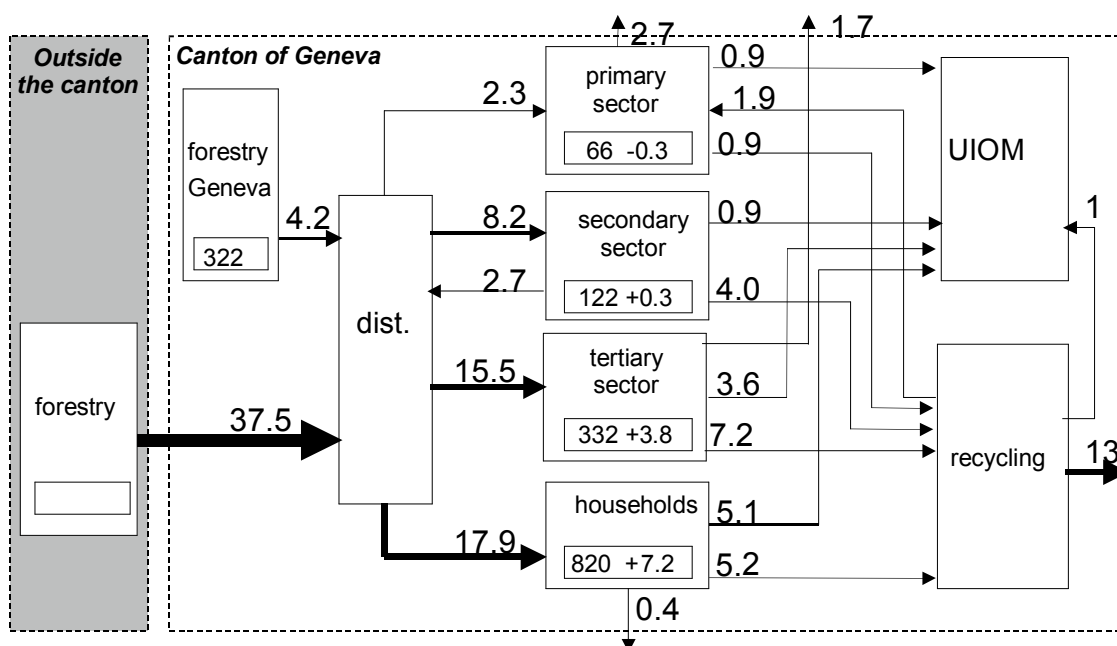 Outside
the canton
Canton of Geneva
2.7
1.7
primary
sector
66 -0.3
0.9
1.9
0.9
2.3
forestry
Geneva
322
4.2
UIOM
8.2
secondary
sector
122 +0.3
0.9
4.0
2.7
1
dist.
15.5
tertiary
sector
332 +3.8
3.6
7.2
forestry
37.5
recycling
13
households
820 +7.2
17.9
5.1
5.2
0.4